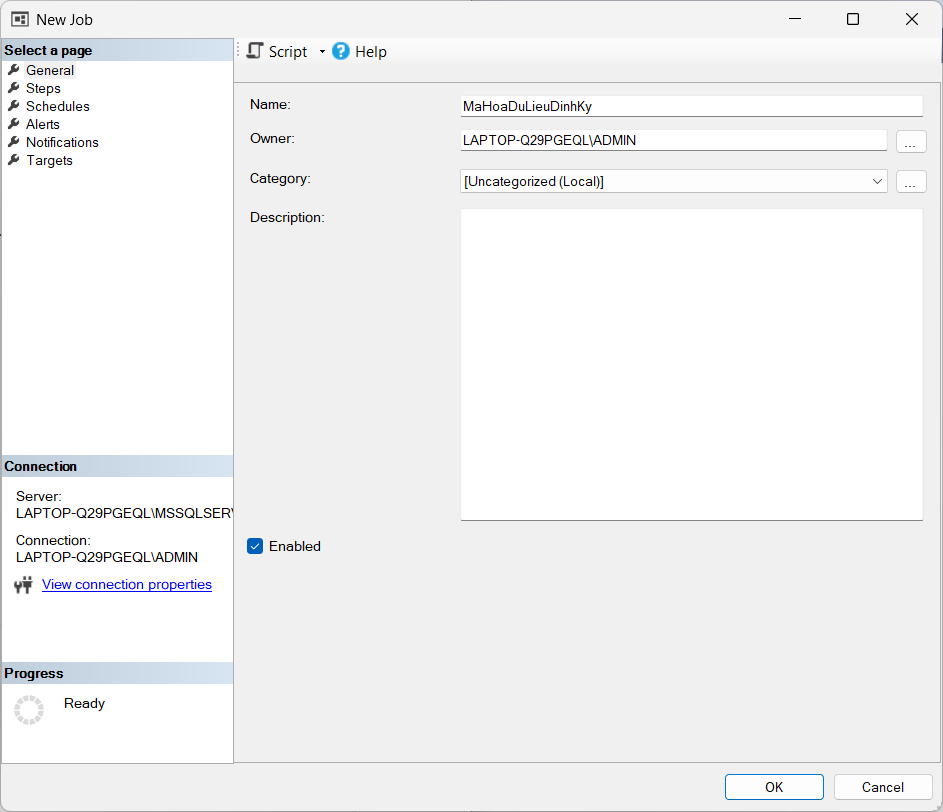 New Job
Select a page
General
Steps
Schedules
Alerts
Notifications
Targets
Script
Help
Name:
MaHoaDuLieuDinhKy
Owner:
LAPTOP-Q29PGEQL\ADMIN
...
Category:
[Uncategorized (Local)]
...
Description:
Enabled
Connection
Server:
LAPTOP-Q29PGEQL\MSSQLSERV
Connection:
LAPTOP-Q29PGEQL\ADMIN
View connection properties
Progress
Ready
OK
Cancel